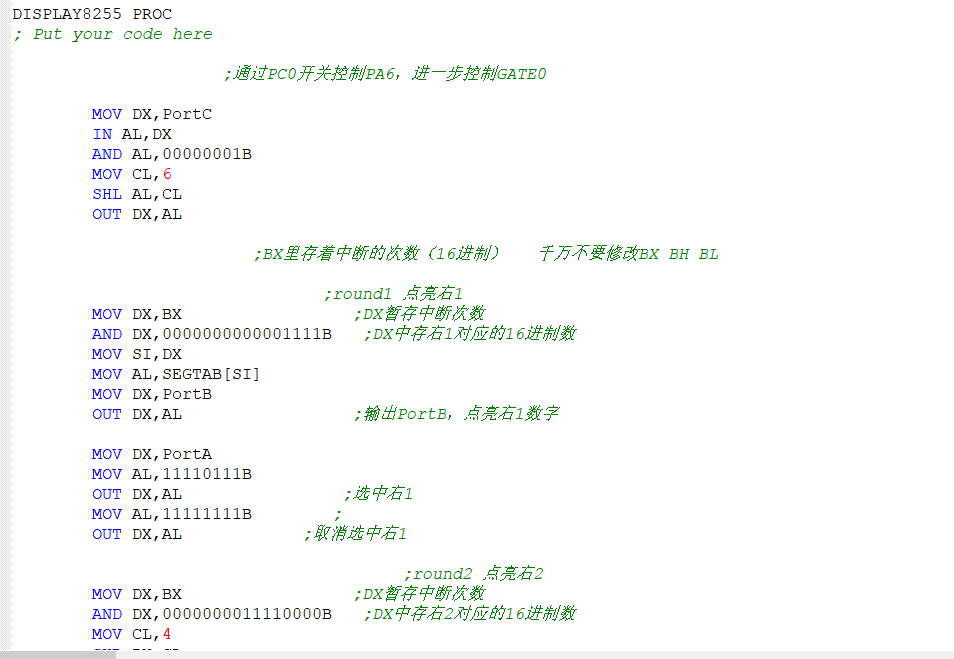 DISPLAY8255 PROC
; Put your code here
;通过PC0开关控制PA6，进一步控制GATE0
MOV DX,PortC
IN AL,DX
AND AL,00000001B
MOV CL,6
SHL AL,CL
OUT DX,AL
;BX里存着中断的次数（16进制） 千万不要修改BX BH BL
;round1 点亮右1
MOV DX,BX ;DX暂存中断次数
AND DX,0000000000001111B ;DX中存右1对应的16进制数
MOV SI,DX
MOV AL,SEGTAB[SI]
MOV DX,PortB
OUT DX,AL ;输出PortB，点亮右1数字
MOV DX,PortA
MOV AL,11110111B
OUT DX,AL ;选中右1
MOV AL,11111111B ;
OUT DX,AL ;取消选中右1
;round2 点亮右2
MOV DX,BX ;DX暂存中断次数
AND DX,0000000011110000B ;DX中存右2对应的16进制数
MOV CL,4